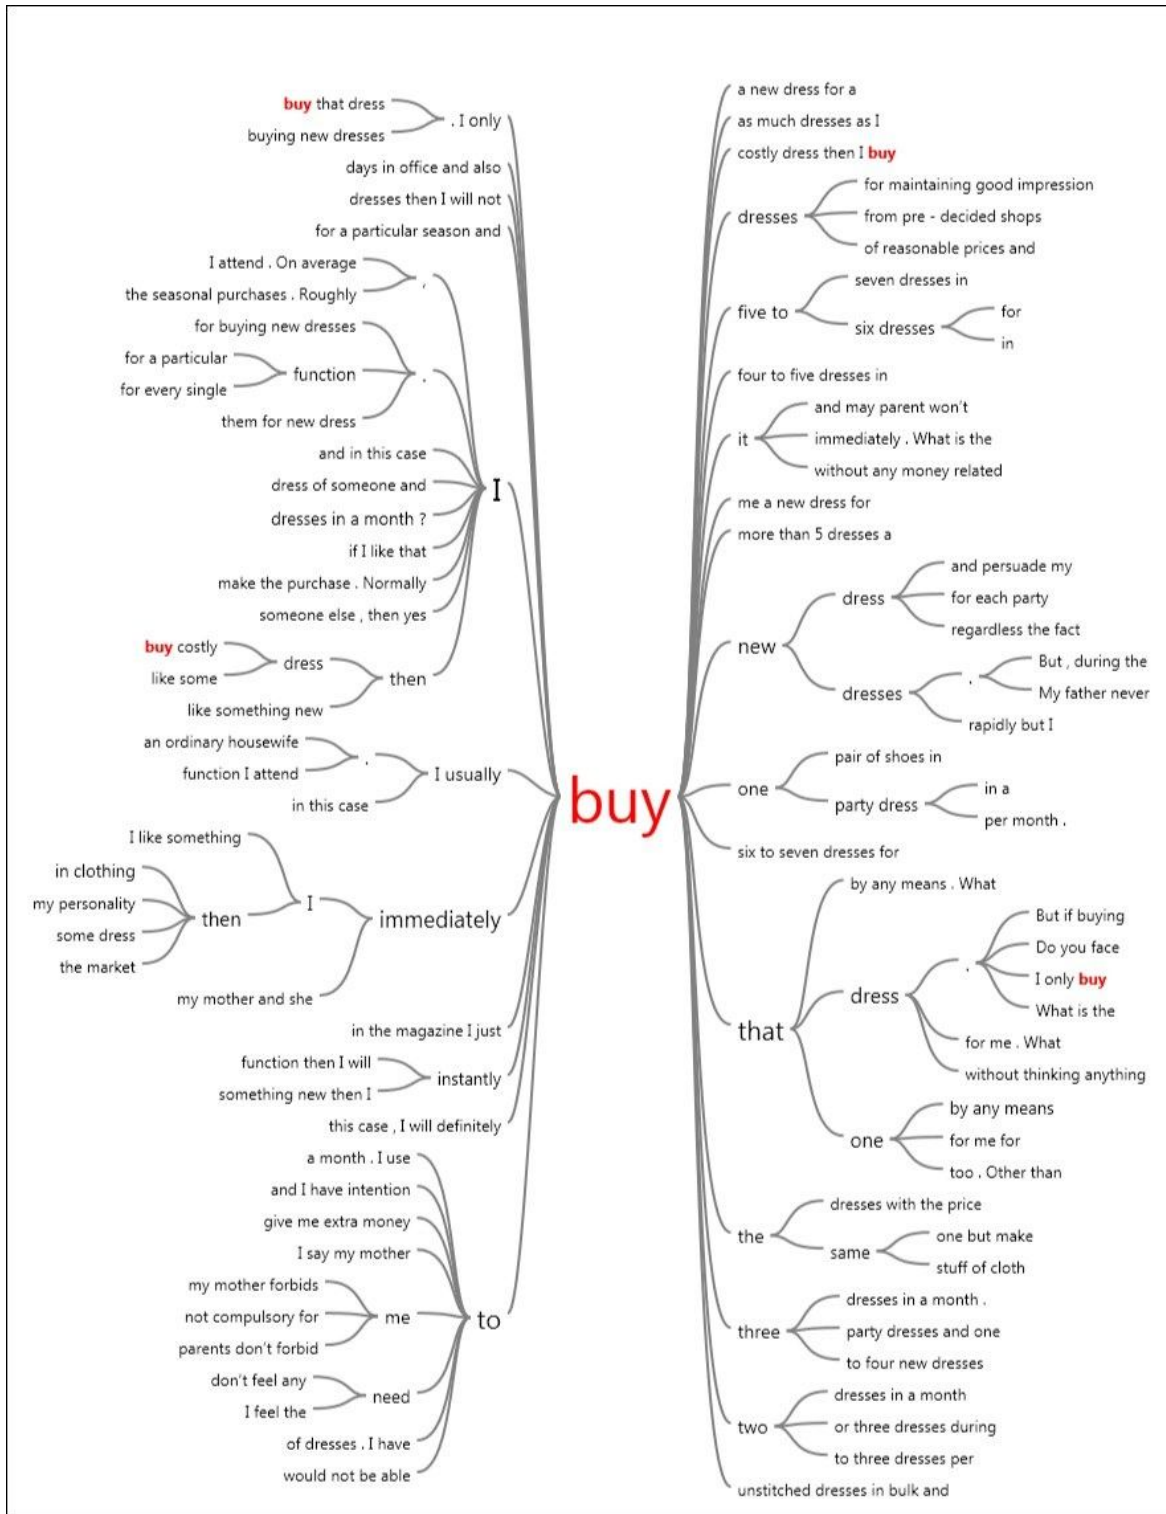 buy that dress
buying new dresses
. I only
days in office and also
dresses then I will not
for a particular season and
I attend . On average
the seasonal purchases . Roughly
,
for buying new dresses
for a particular
for every single
function
.
them for new dress
and in this case
dress of someone and
dresses in a month ?
if I like that
make the purchase . Normally
someone else , then yes
I
buy costly
like some
dress
then
like something new
an ordinary housewife
function I attend
.
I usually
in this case
I like something
in clothing
my personality
some dress
the market
then
I
immediately
my mother and she
in the magazine I just
function then I will
something new then I
instantly
this case , I will definitely
a month . I use
and I have intention
give me extra money
I say my mother
my mother forbids
not compulsory for
parents don't forbid
me
to
don't feel any
I feel the
need
of dresses . I have
would not be able
buy
a new dress for a
as much dresses as I
costly dress then I buy
dresses
for maintaining good impression
from pre - decided shops
of reasonable prices and
five to
seven dresses in
six dresses
for
in
four to five dresses in
it
and may parent won't
immediately . What is the
without any money related
me a new dress for
more than 5 dresses a
new
dress
and persuade my
for each party
regardless the fact
dresses
.
But , during the
My father never
rapidly but I
one
pair of shoes in
party dress
in a
per month .
six to seven dresses for
that
by any means . What
dress
.
But if buying
Do you face
I only buy
What is the
for me . What
without thinking anything
one
by any means
for me for
too . Other than
the
dresses with the price
same
one but make
stuff of cloth
three
dresses in a month .
party dresses and one
to four new dresses
two
dresses in a month
or three dresses during
to three dresses per
unstitched dresses in bulk and